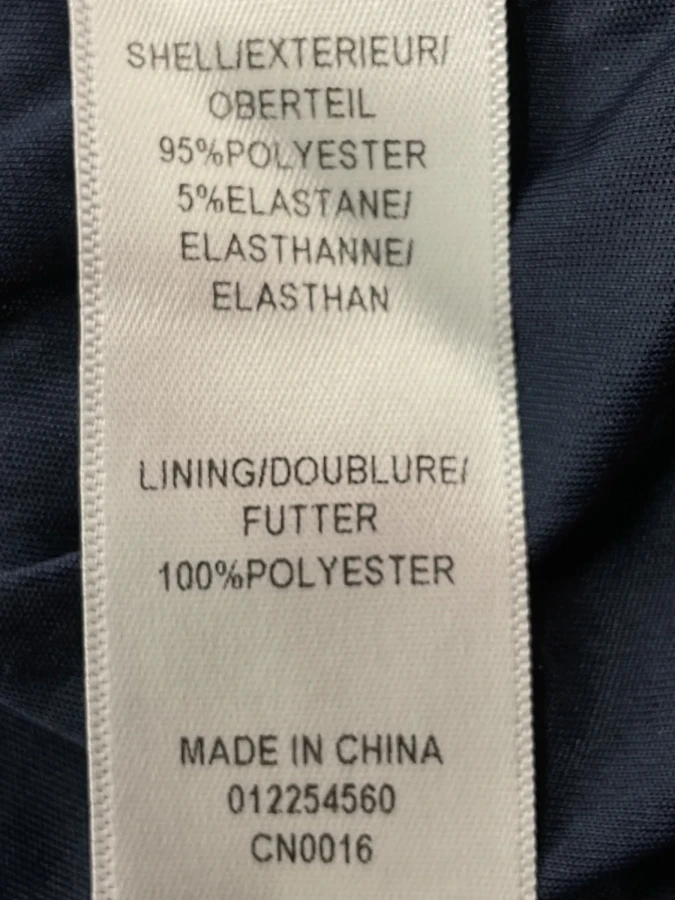 SHELL/EXTERIEUR/
OBERTEIL
95%POLYESTER
5%ELASTANE/
ELASTHANNE/
ELASTHAN
LINING/DOUBLURE/
FUTTER
100%POLYESTER
MADE IN CHINA
012254560
CN0016